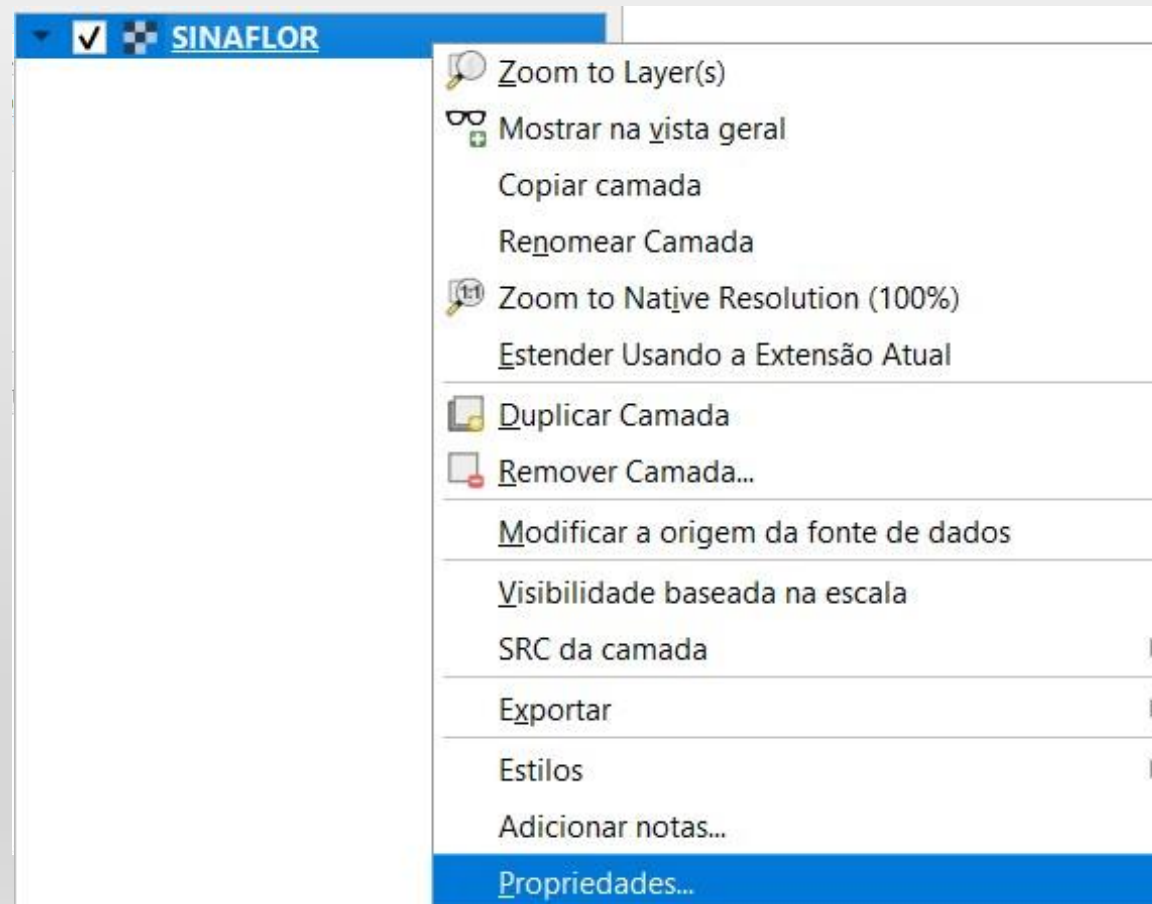 SINAFLOR
Zoom to Layer(s)
Mostrar na vista geral
Copiar camada
Renomear Camada
1:1 Zoom to Native Resolution (100%)
Estender Usando a Extensão Atual
Duplicar Camada
Remover Camada...
Modificar a origem da fonte de dados
Visibilidade baseada na escala
SRC da camada
Exportar
Estilos
Adicionar notas...
Propriedades...